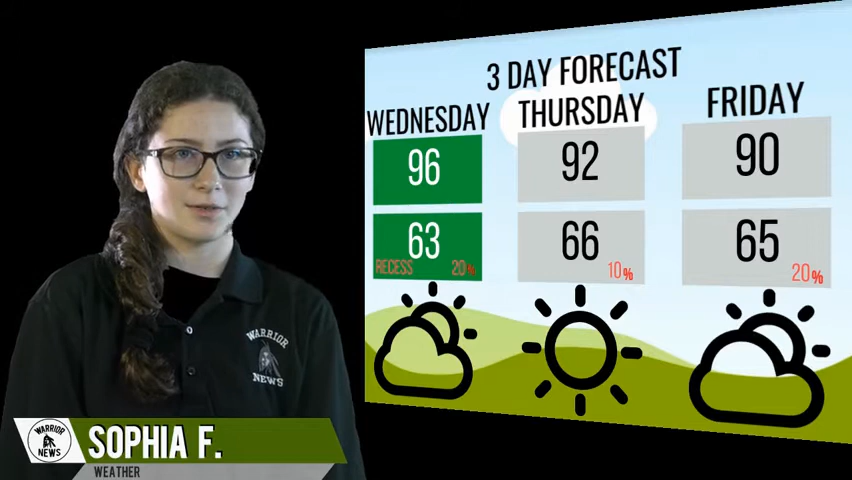 3 DAY FORECAST
WEDNESDAY THURSDAY FRIDAY
96 92 90
63 66 65
RECESS 20% 10% 20%
WARRIOR
NEWS
WARRIOR
NEWS
SOPHIA F.
WEATHER